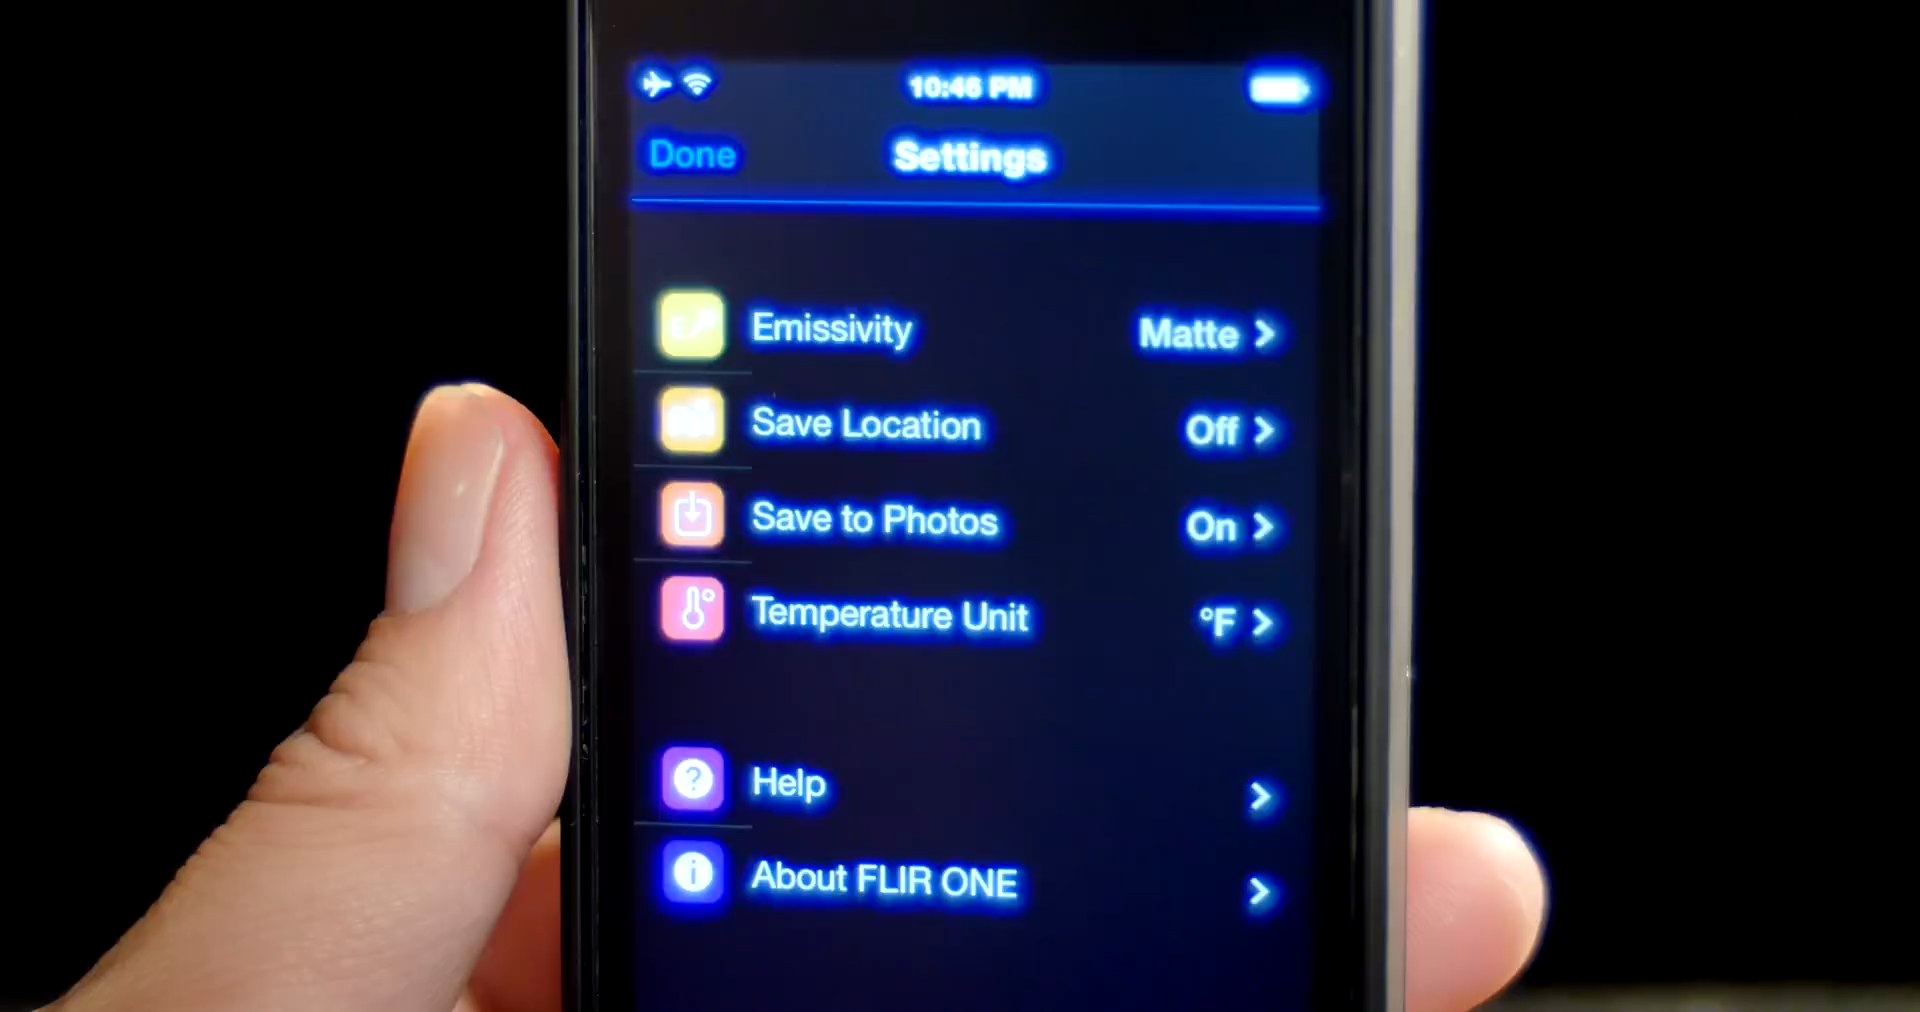 10:46 PM
Done Settings
Emissivity Matte
Save Location Off
Save to Photos On
Temperature Unit °F
Help
About FLIR ONE